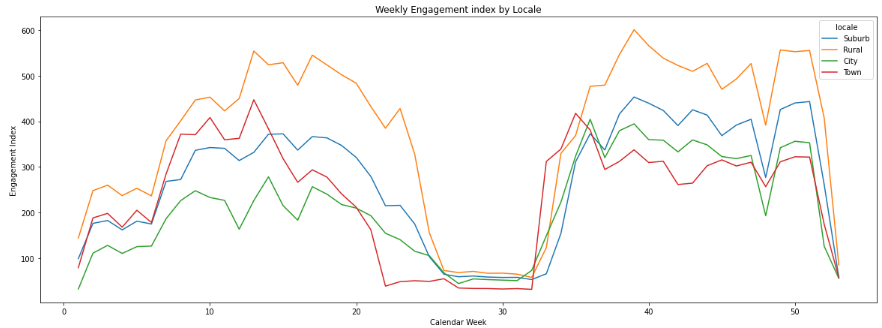 Weekly Engagement index by Locale
locale
Suburb
Rural
City
Town
Engagement Index
600
500
400
300
200
100
0
10
20
30
40
50
Calendar Week